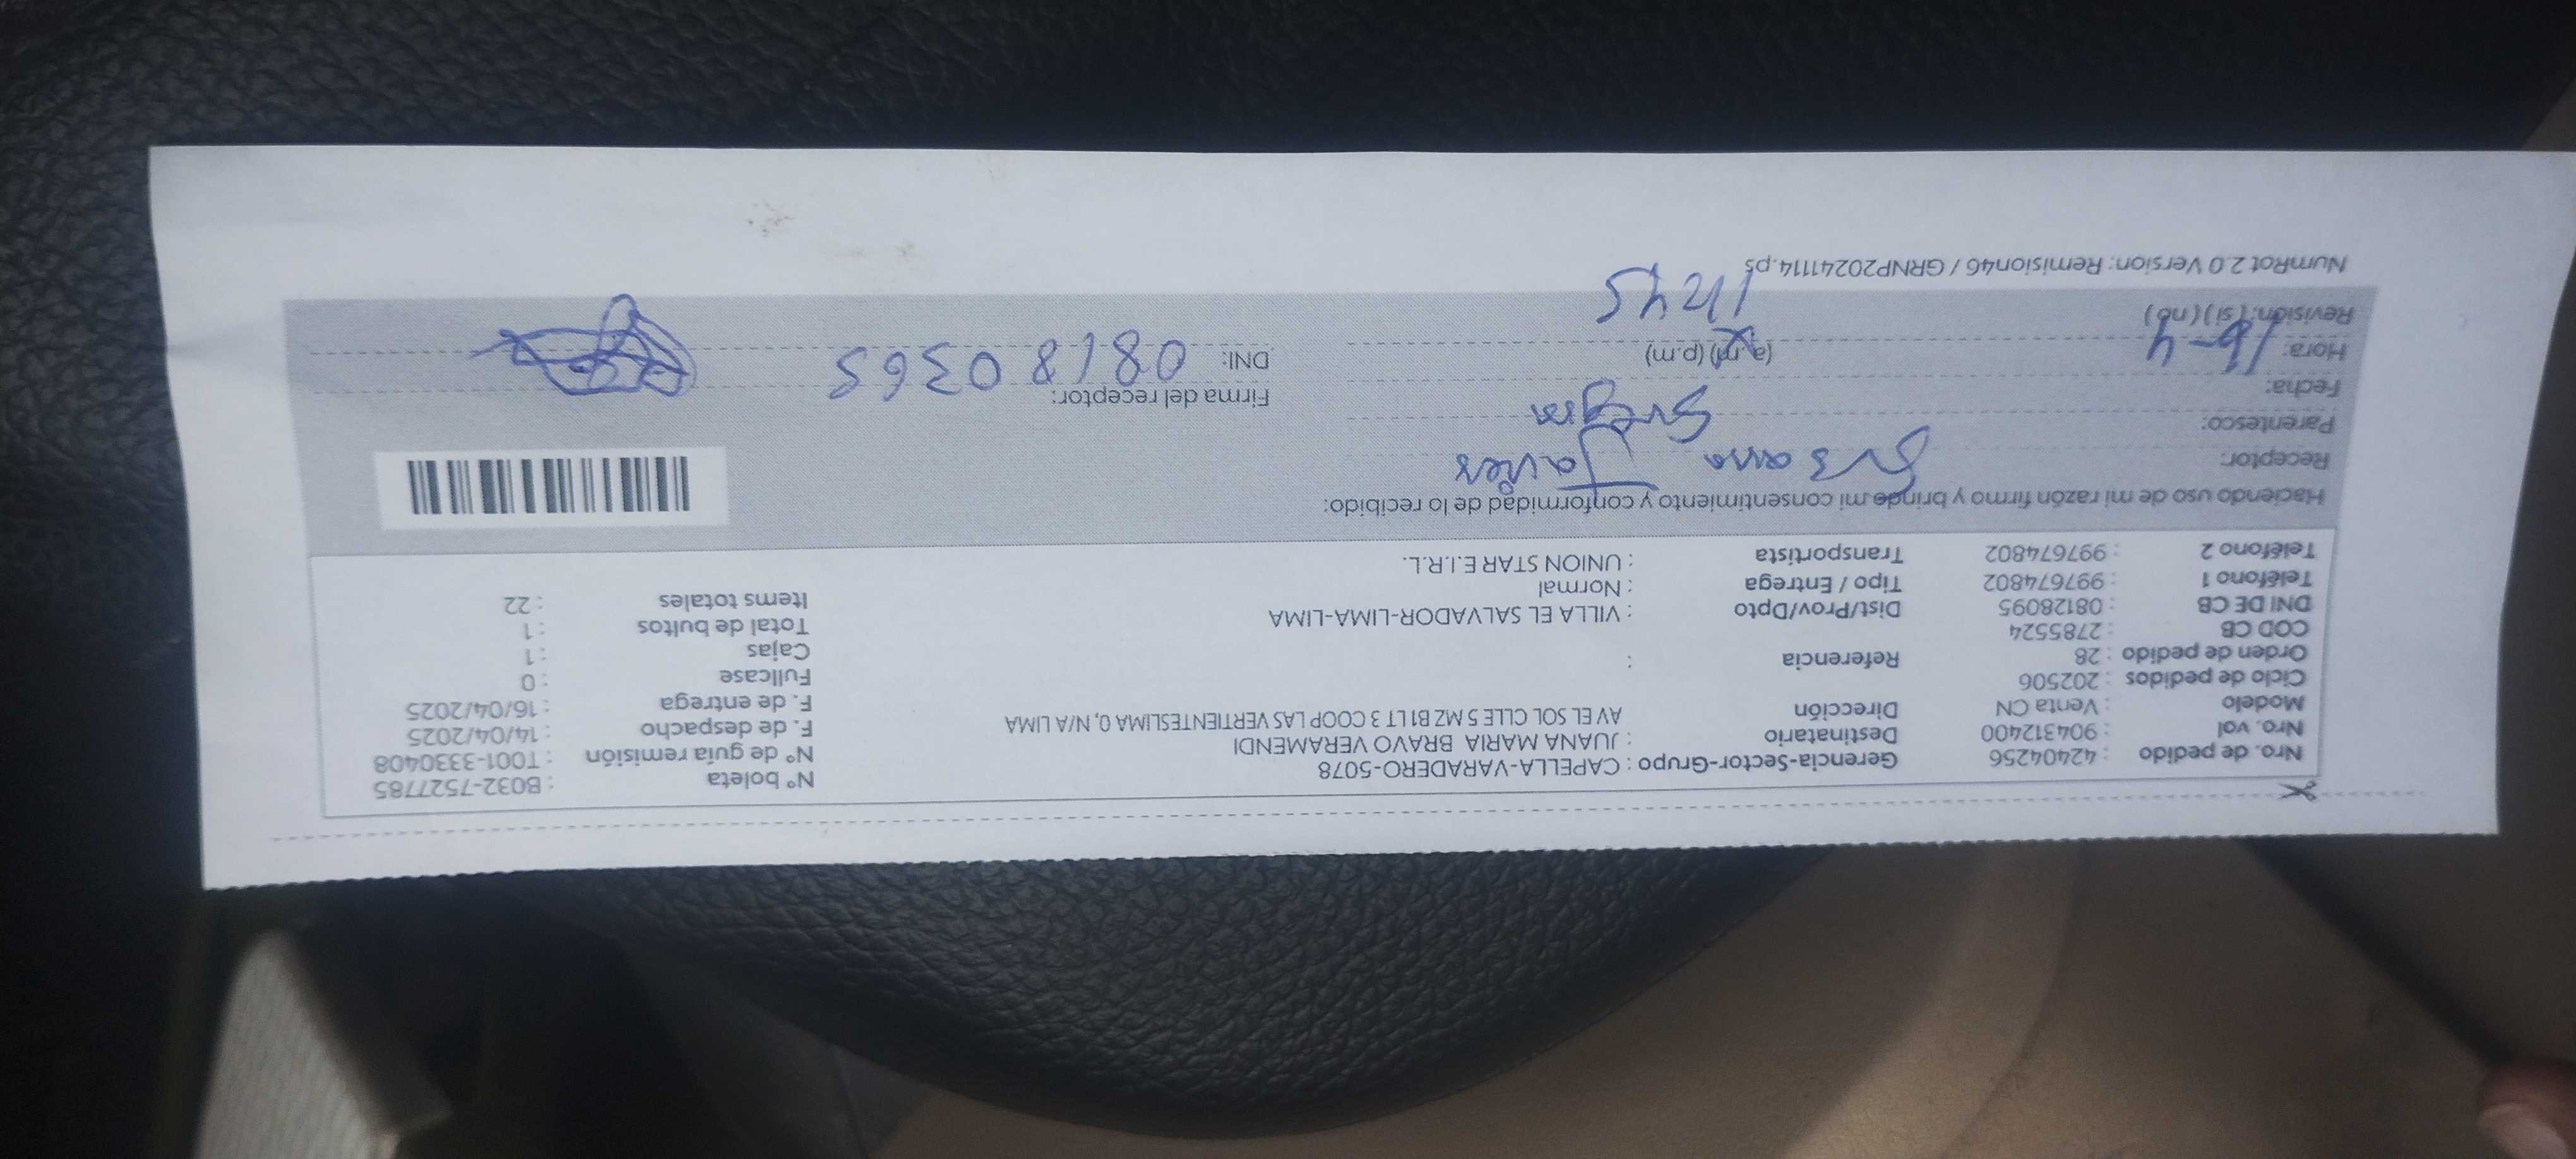 Nro. de pedido : 42404256 Gerencia-Sector-Grupo : CAPELLA-VARADERO-5078 Nº boleta : B032-7527785
Nro. vol : 904312400 Destinatario : JUANA MARIA BRAVO VERAMENDI Nº de guía remisión : T001-3330408
Modelo : Venta CN Dirección AV EL SOL CLLE 5 MZ B1 LT 3 COOP LAS VERTIENTESLIMA 0, N/A LIMA F. de despacho : 14/04/2025
Ciclo de pedidos : 202506 F. de entrega : 16/04/2025
Orden de pedido : 28 Referencia : Fullcase : 0
COD CB : 2785524 Cajas : 1
DNI DE CB : 08128095 Dist/Prov/Dpto : VILLA EL SALVADOR-LIMA-LIMA Total de bultos : 1
Teléfono 1 : 997674802 Tipo / Entrega : Normal Items totales : 22
Teléfono 2 : 997674802 Transportista : UNION STAR E.I.R.L.
Haciendo uso de mi razón firmo y brindo mi consentimiento y conformidad de lo recibido:
Receptor:
Parentesco:
Fecha: Firma del receptor:
Hora: 16-4 (a.m) (p.m) DNI: 08180365
Revisión: (si) (no) 1245
NumRot 2.0 Version: Remision46 / GRNP20241114.p5